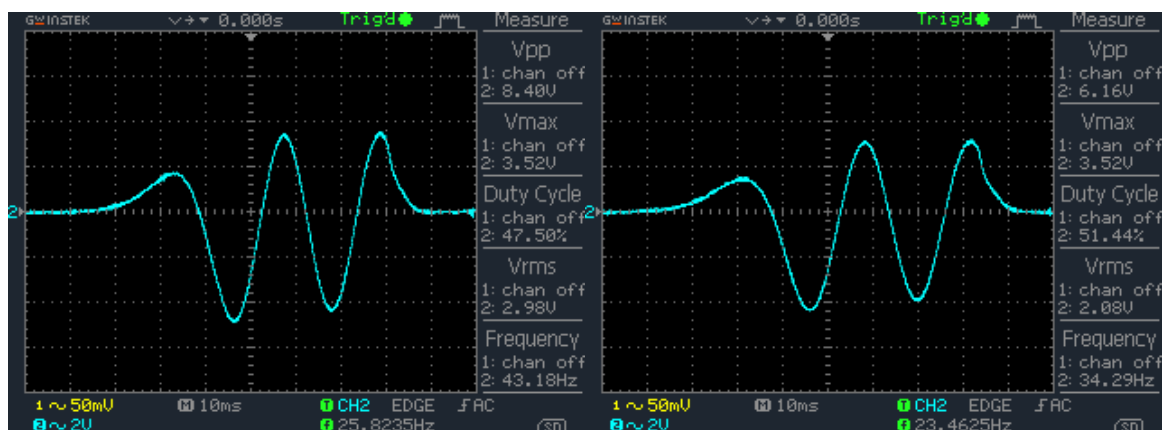 GWINSTEK 0.000s Trig'd Measure
Vpp
1: chan off
2: 8.40V
Vmax
1: chan off
2: 3.52V
Duty Cycle
1: chan off
2: 47.50%
Vrms
1: chan off
2: 2.98V
Frequency
1: chan off
2: 43.18Hz
2
1 ~ 50mV M 10ms T CH2 EDGE AC
2 ~ 2V f 25.8235Hz
GWINSTEK 0.000s Trig'd Measure
Vpp
1: chan off
2: 6.16V
Vmax
1: chan off
2: 3.52V
Duty Cycle
1: chan off
2: 51.44%
Vrms
1: chan off
2: 2.08V
Frequency
1: chan off
2: 34.29Hz
2
1 ~ 50mV M 10ms T CH2 EDGE AC
2 ~ 2V f 23.4625Hz